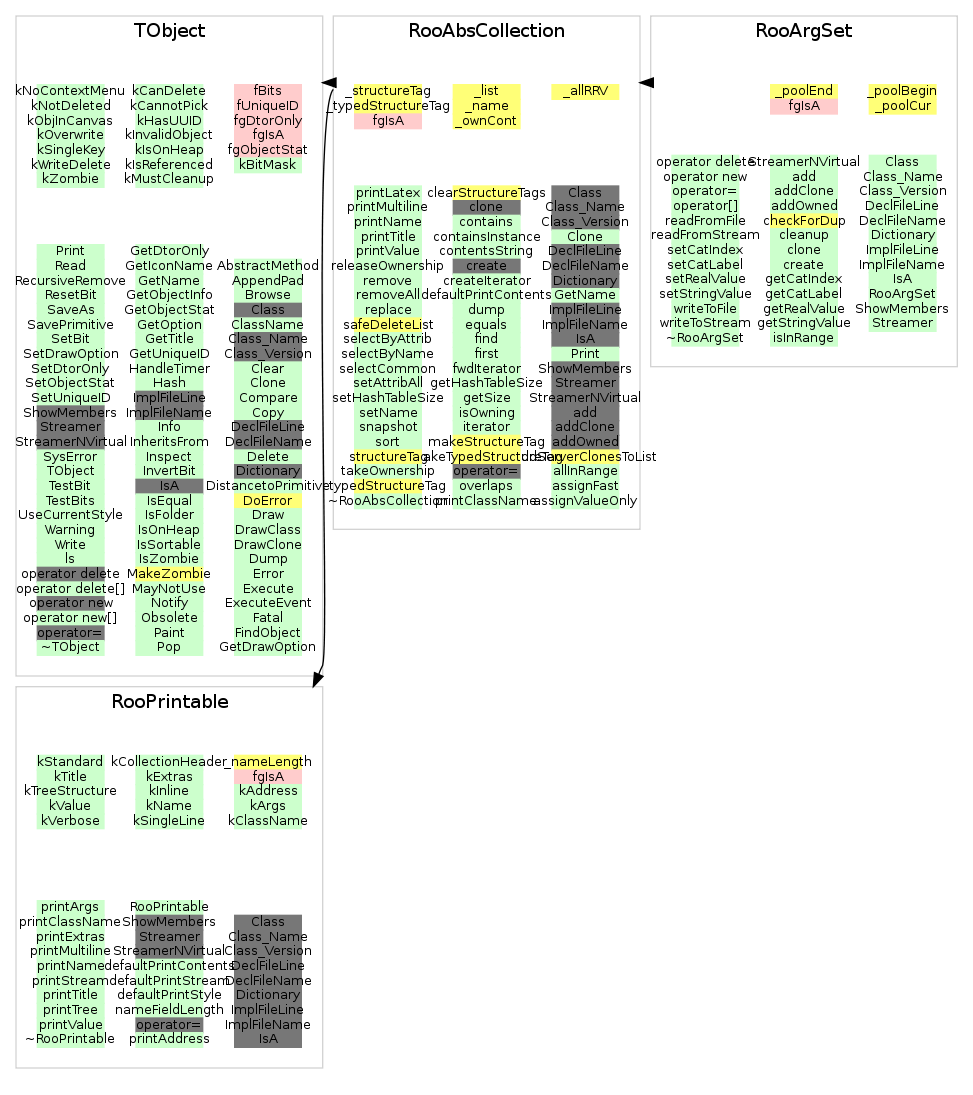 TObject
kNoContextMenu
kNotDeleted
kObjInCanvas
kOverwrite
kSingleKey
kWriteDelete
kZombie
kCanDelete
kCannotPick
kHasUUID
kInvalidObject
kIsOnHeap
kIsReferenced
kMustCleanup
fBits
fUniqueID
fgDtorOnly
fgIsA
fgObjectStat
kBitMask
Print
Read
RecursiveRemove
ResetBit
SaveAs
SavePrimitive
SetBit
SetDrawOption
SetDtorOnly
SetObjectStat
SetUniqueID
ShowMembers
Streamer
StreamerNVirtual
SysError
TObject
TestBit
TestBits
UseCurrentStyle
Warning
Write
ls
operator delete
operator delete[]
operator new
operator new[]
operator=
~TObject
GetDtorOnly
GetIconName
GetName
GetObjectInfo
GetObjectStat
GetOption
GetTitle
GetUniqueID
HandleTimer
Hash
ImplFileLine
ImplFileName
Info
InheritsFrom
Inspect
InvertBit
IsA
IsEqual
IsFolder
IsOnHeap
IsSortable
IsZombie
MakeZombie
MayNotUse
Notify
Obsolete
Paint
Pop
AbstractMethod
AppendPad
Browse
Class
ClassName
Class_Name
Class_Version
Clear
Clone
Compare
Copy
DeclFileLine
DeclFileName
Delete
Dictionary
DistancetoPrimitive
DoError
Draw
DrawClass
DrawClone
Dump
Error
Execute
ExecuteEvent
Fatal
FindObject
GetDrawOption
RooAbsCollection
_structureTag
_typedStructureTag
fgIsA
_list
_name
_ownCont
_allRRV
printLatex
printMultiline
printName
printTitle
printValue
releaseOwnership
remove
removeAll
replace
safeDeleteList
selectByAttrib
selectByName
selectCommon
setAttribAll
setHashTableSize
setName
snapshot
sort
structureTag
takeOwnership
typedStructureTag
~RooAbsCollection
clearStructureTags
clone
contains
containsInstance
contentsString
create
createIterator
defaultPrintContents
dump
equals
find
first
fwdIterator
getHashTableSize
getSize
isOwning
iterator
makeStructureTag
operator=
overlaps
printClassName
Class
Class_Name
Class_Version
Clone
DeclFileLine
DeclFileName
Dictionary
GetName
ImplFileLine
ImplFileName
IsA
Print
ShowMembers
Streamer
StreamerNVirtual
add
addClone
addOwned
allInRange
assignFast
assignValueOnly
RooArgSet
_poolEnd
fgIsA
_poolBegin
_poolCur
operator delete
operator new
operator=
operator[]
readFromFile
readFromStream
setCatIndex
setCatLabel
setRealValue
setStringValue
writeToFile
writeToStream
~RooArgSet
StreamerNVirtual
add
addClone
addOwned
checkForDup
cleanup
clone
create
getCatIndex
getCatLabel
getRealValue
getStringValue
isInRange
Class
Class_Name
Class_Version
DeclFileLine
DeclFileName
Dictionary
ImplFileLine
ImplFileName
IsA
RooArgSet
ShowMembers
Streamer
RooPrintable
kStandard
kTitle
kTreeStructure
kValue
kVerbose
kCollectionHeader
kExtras
kInline
kName
kSingleLine
_nameLength
fgIsA
kAddress
kArgs
kClassName
printArgs
printClassName
printExtras
printMultiline
printName
printStream
printTitle
printTree
printValue
~RooPrintable
RooPrintable
ShowMembers
Streamer
StreamerNVirtual
defaultPrintContents
defaultPrintStream
defaultPrintStyle
nameFieldLength
operator=
printAddress
Class
Class_Name
Class_Version
DeclFileLine
DeclFileName
Dictionary
ImplFileLine
ImplFileName
IsA